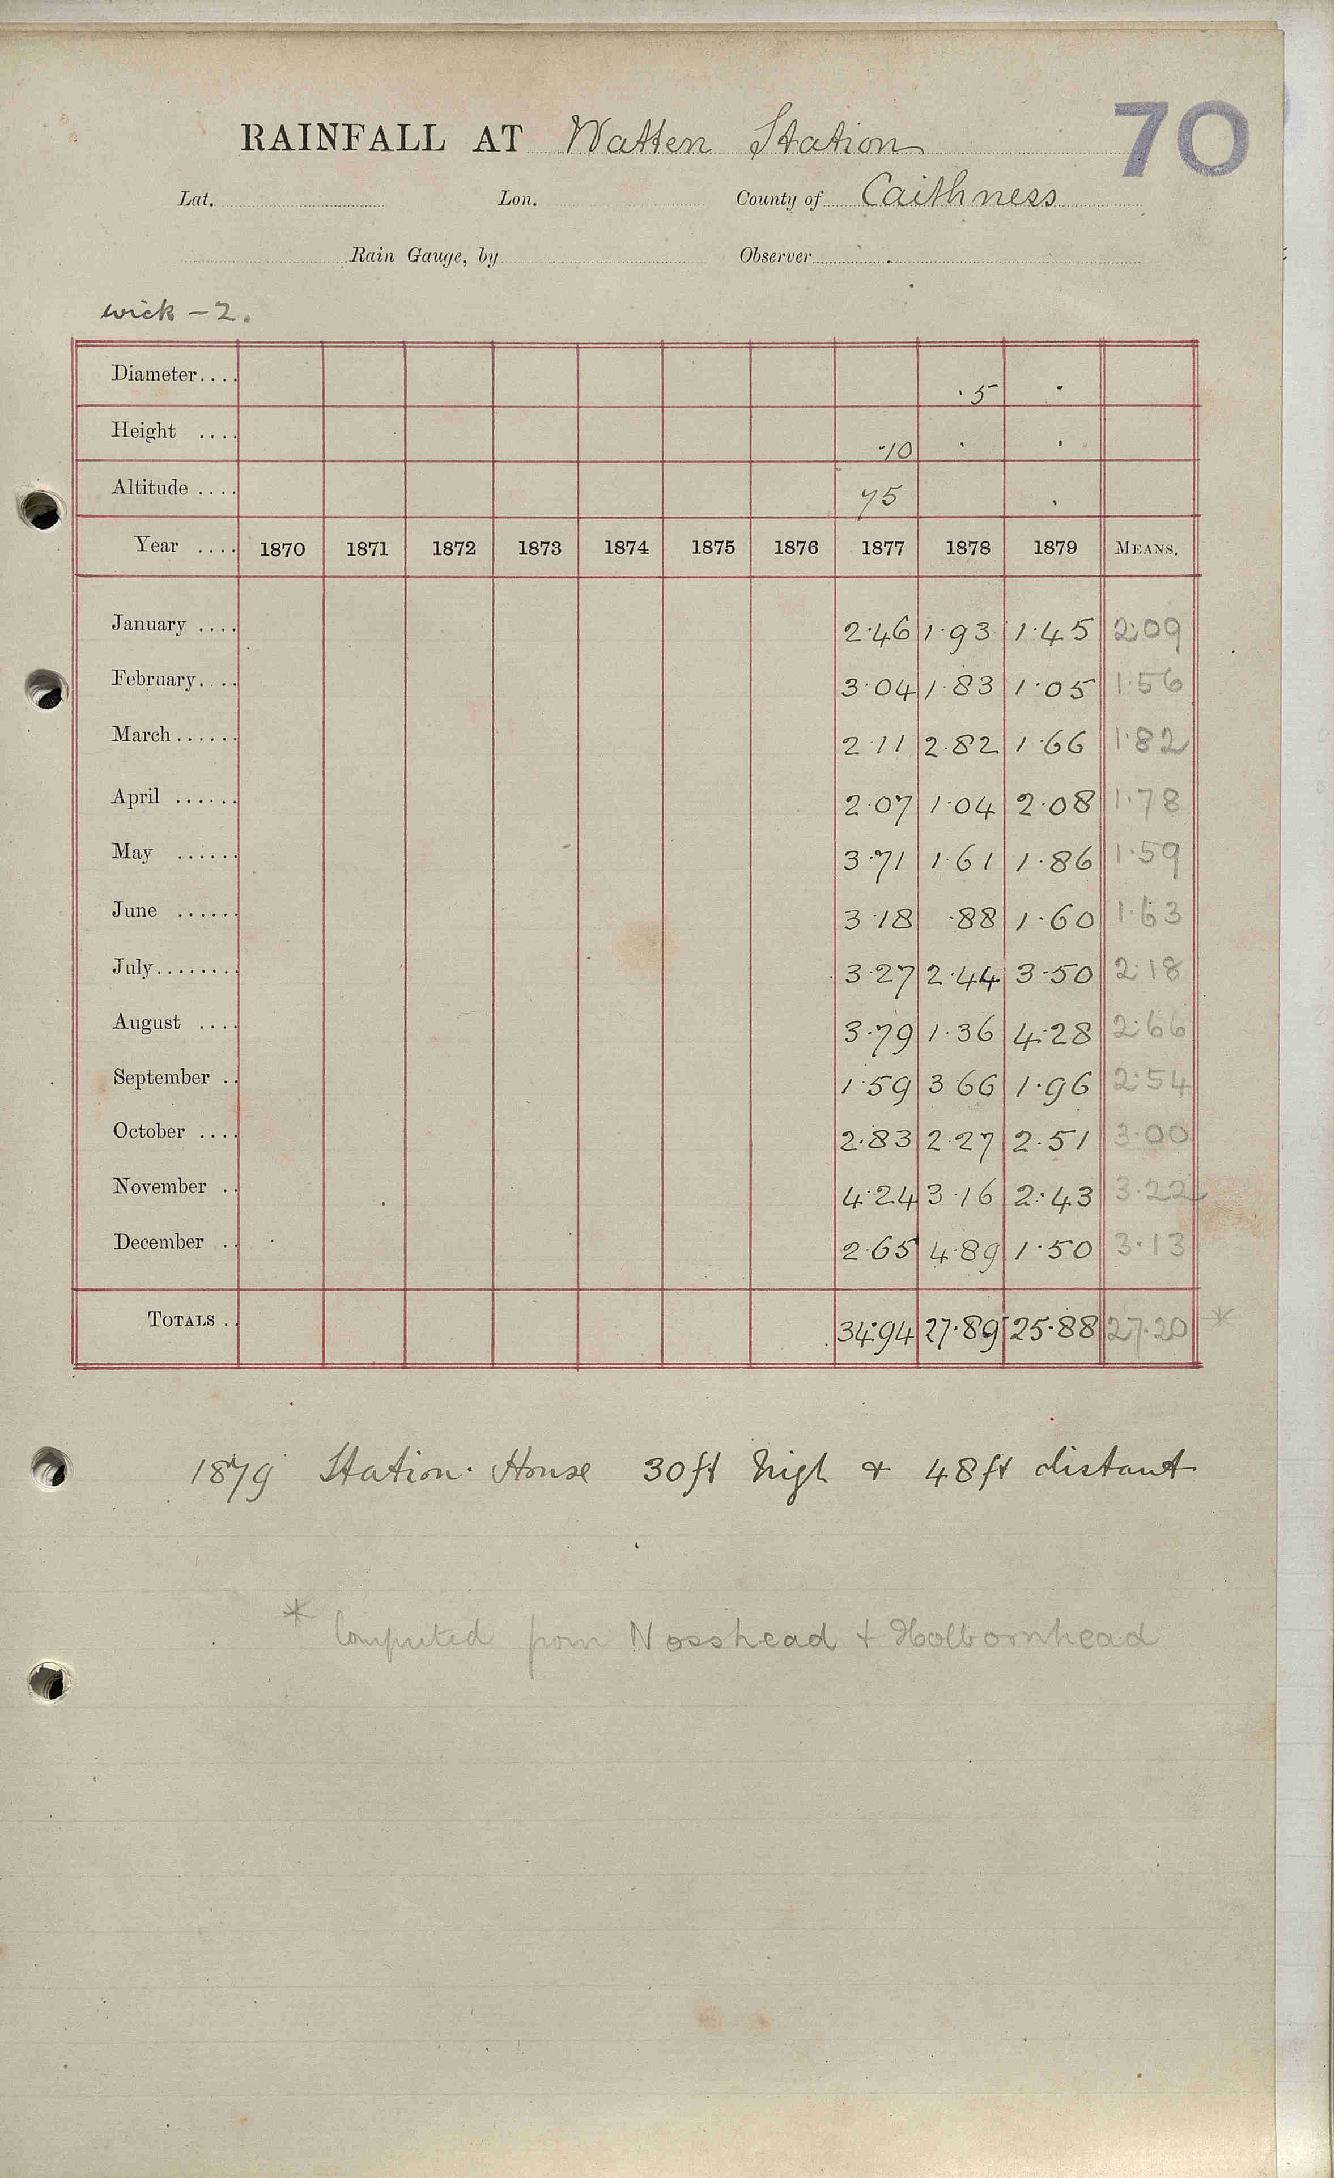 70
RAINFALL AT Watten Station
Lat. Lon. County of Caithness
Rain Gauge, by Observer
Wick - 2.
Diameter.... 5
Height .... 10
Altitude .... 75
Year .... 1870 1871 1872 1873 1874 1875 1876 1877 1878 1879 MEANS.
January .... 2.46 1.93 1.45 2.09
February.... 3.04 1.83 1.05 1.56
March...... 2.11 2.82 1.66 1.82
April ...... 2.07 1.04 2.08 1.78
May ...... 3.71 1.61 1.86 1.59
June ...... 3.18 .88 1.60 1.63
July........ 3.27 2.44 3.50 2.18
August .... 3.79 1.36 4.28 2.66
September .. 1.59 3 66 1.96 2.54
October .... 2.83 2.27 2.51 3.00
November .. 4.24 3.16 2.43 3.22
December .. 2.65 4.89 1.50 3.13
TOTALS .. 34.94 27.89 25.88 27.20 *
1879 Station House 30ft high & 48ft distant
* Computed from Nosshead + Holbornhead